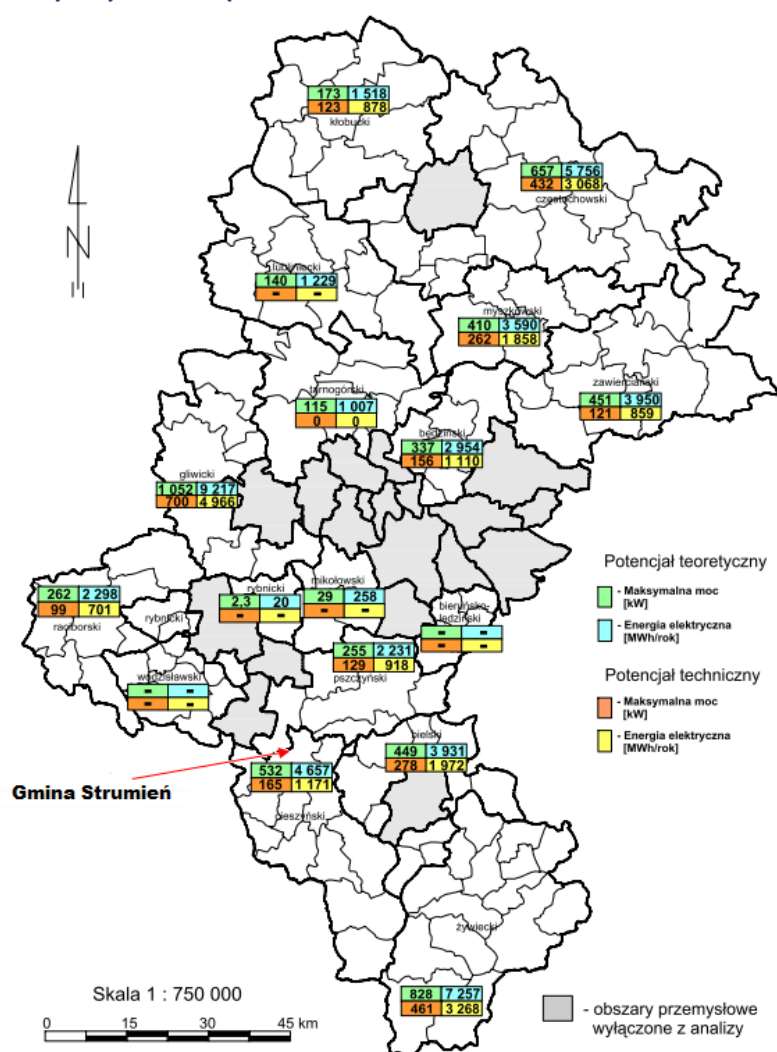 173 1 518
123 878
kłobucki
657 5 756
432 3 068
częstochowski
N
lubliniecki
140 1 229
- -
myszkowski
410 3 590
262 1 858
zawierciański
451 3 950
121 859
tarnogórski
115 1 007
0 0
będziński
337 2 954
156 1 110
gliwicki
1 052 9 217
700 4 966
Potencjał teoretyczny
- Maksymalna moc
[kW]
- Energia elektryczna
[MWh/rok]
Potencjał techniczny
- Maksymalna moc
[kW]
- Energia elektryczna
[MWh/rok]
262 2 298
99 701
raciborski
rybnicki
rybnicki
2,3 20
- -
mikołowski
29 258
- -
bieruńsko-
lędziński
- -
- -
255 2 231
129 918
pszczyński
wodzisławski
- -
- -
bielski
449 3 931
278 1 972
Gmina Strumień
532 4 657
165 1 171
cieszyński
żywiecki
828 7 257
461 3 268
Skala 1 : 750 000
0 7,5 15 22,5 30 45 km
- obszary przemysłowe
wyłączone z analizy